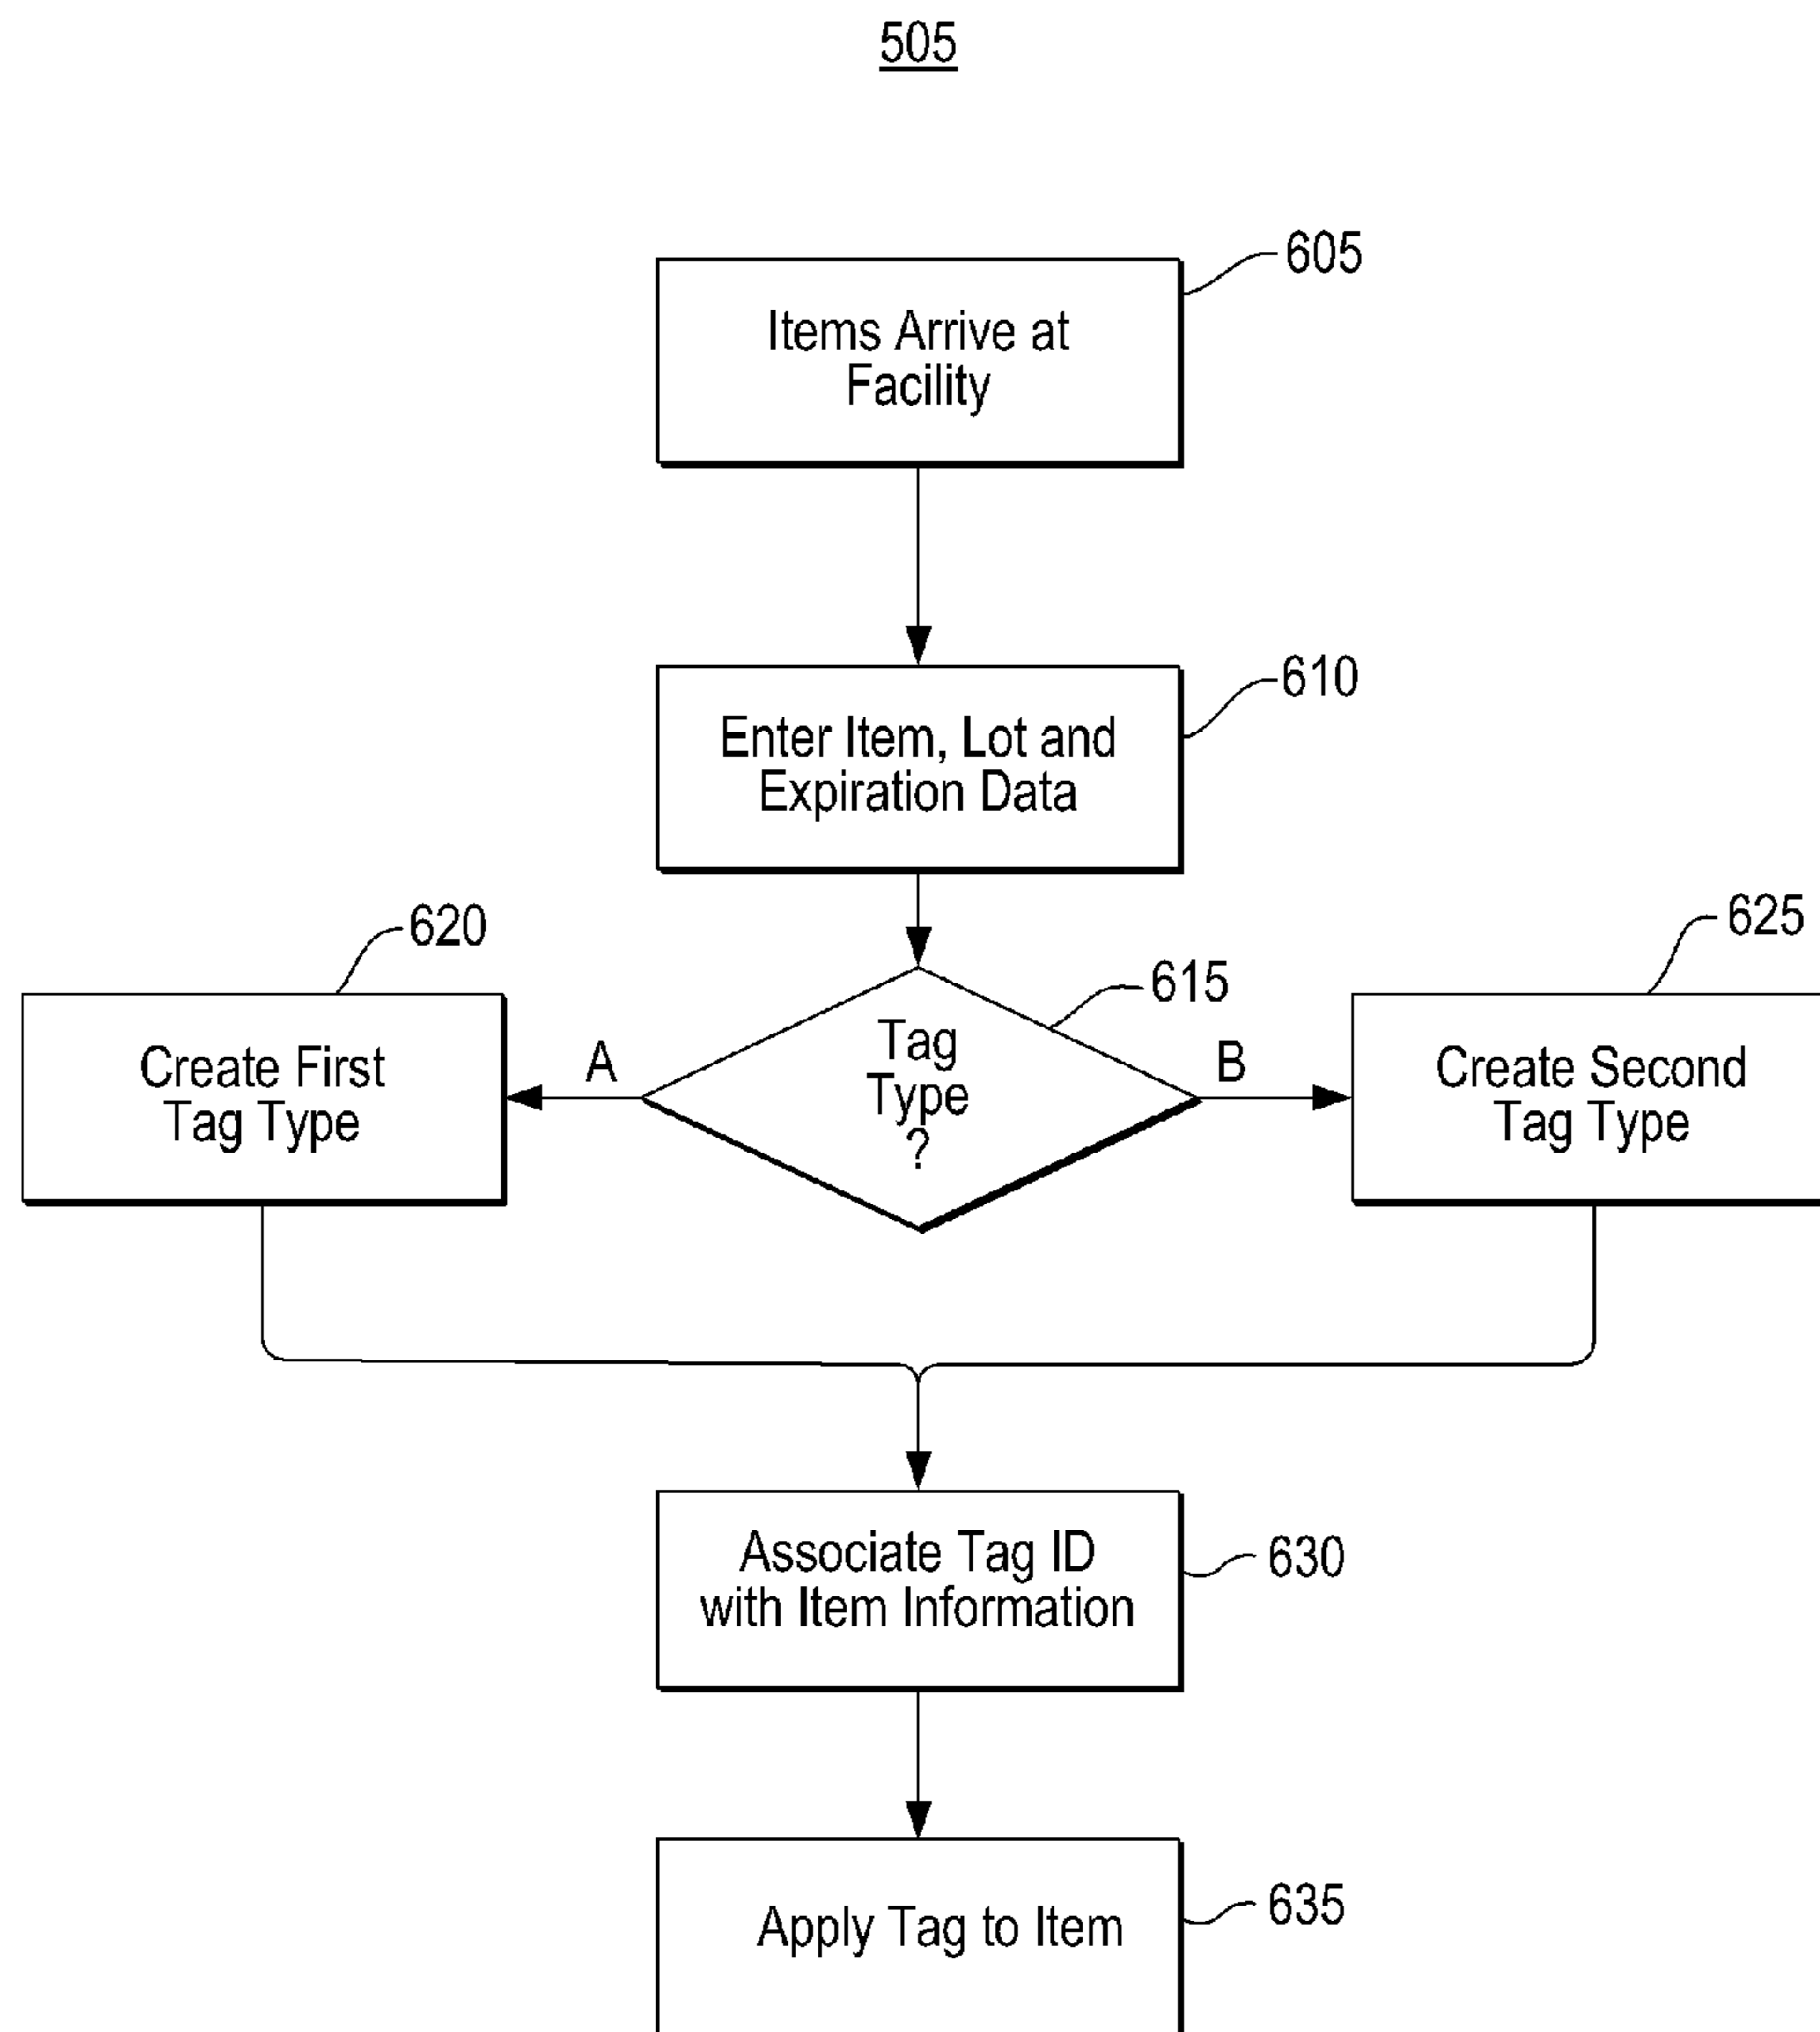 505
605
Items Arrive at
Facility
610
Enter Item, Lot and
Expiration Data
620
625
615
Tag
Type
?
A
B
Create First
Tag Type
Create Second
Tag Type
Associate Tag ID
with Item Information
630
Apply Tag to Item
635